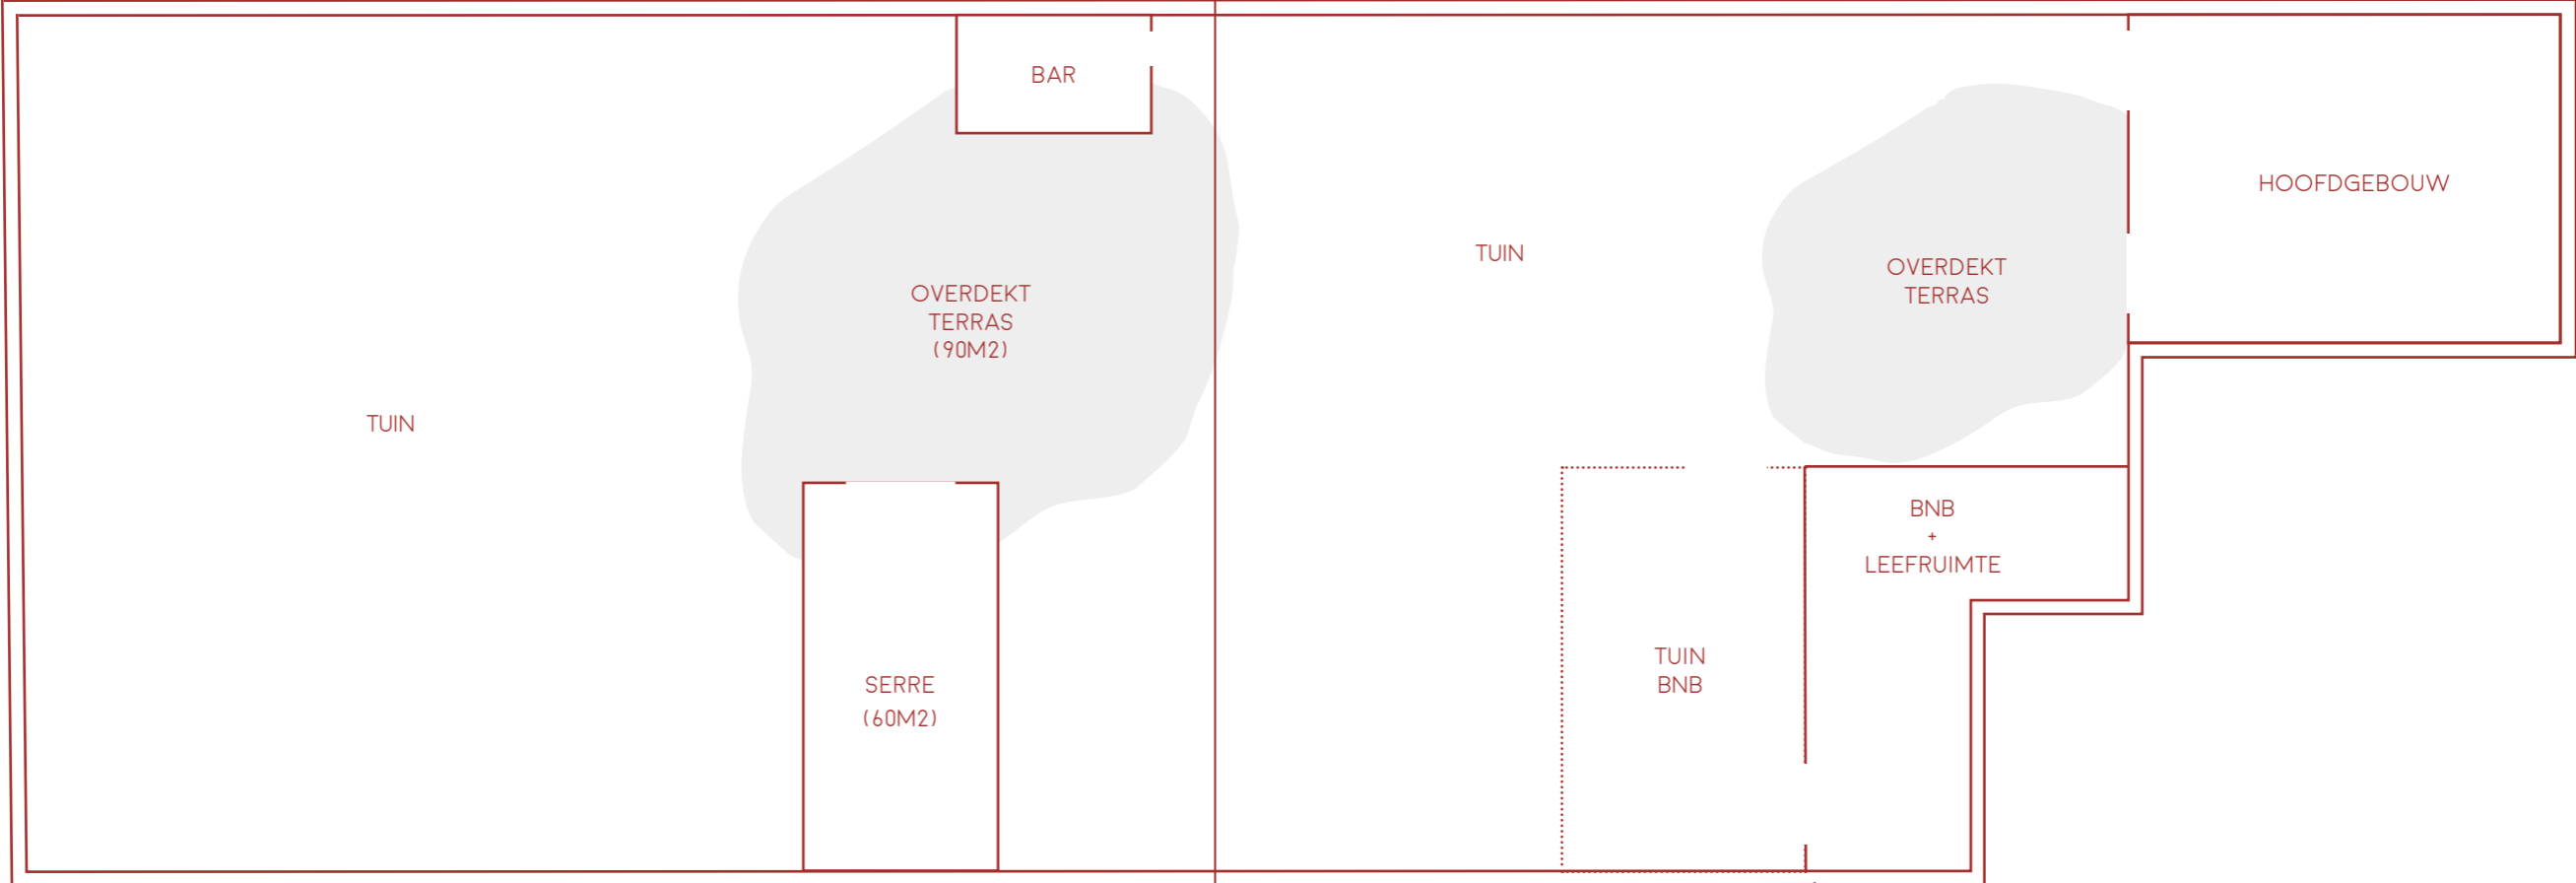 BAR
HOOFDGEBOUW
TUIN
OVERDEKT
TERRAS
OVERDEKT
TERRAS
(90M2)
TUIN
BNB
+
LEEFRUIMTE
TUIN
BNB
SERRE
(60M2)